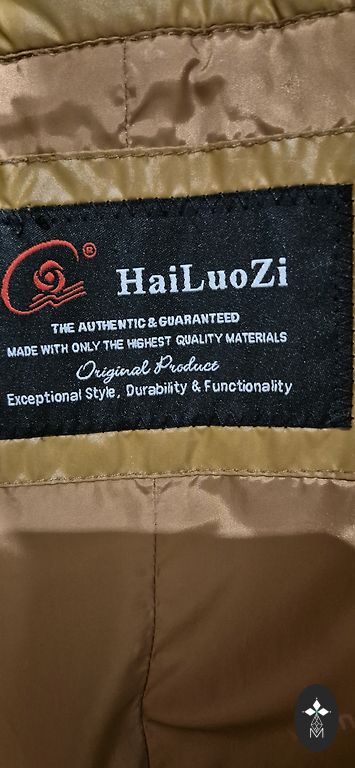 ®
HaiLuoZi
THE AUTHENTIC & GUARANTEED
MADE WITH ONLY THE HIGHEST QUALITY MATERIALS
Original Product
Exceptional Style, Durability & Functionality
M